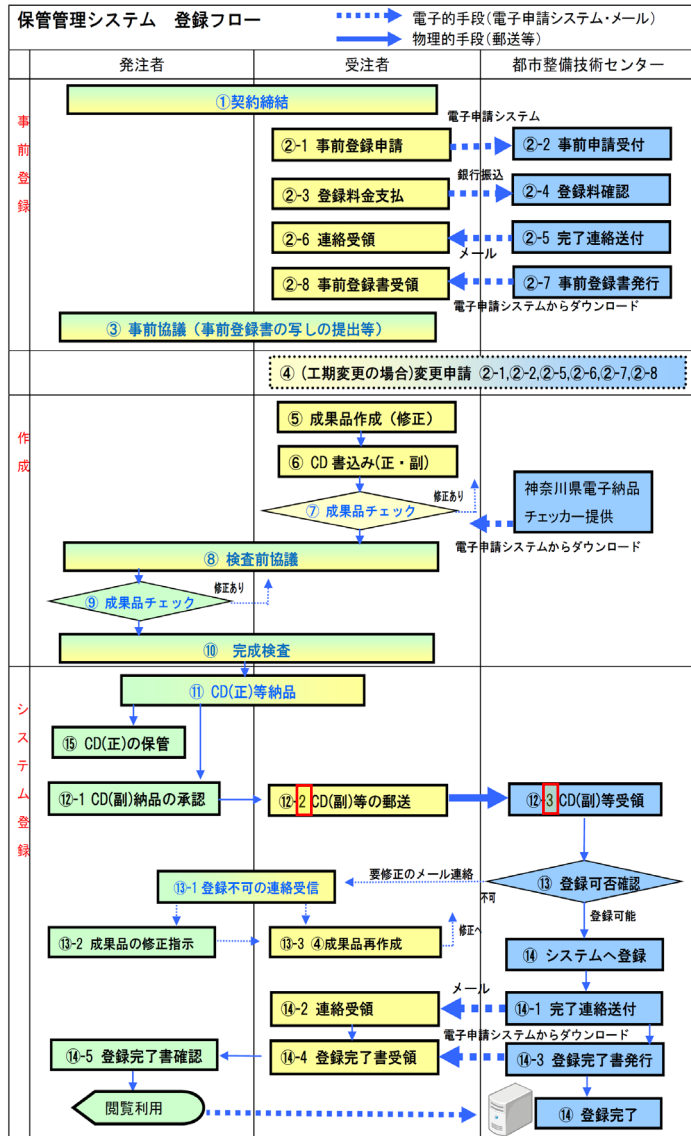 保管管理システム 登録フロー
電子的手段(電子申請システム・メール)
物理的手段(郵送等)
発注者
受注者
都市整備技術センター
事前登録
①契約締結
電子申請システム
②-1 事前登録申請
②-2 事前申請受付
銀行振込
②-3 登録料金支払
②-4 登録料確認
②-6 連絡受領
②-5 完了連絡送付
メール
②-8 事前登録書受領
②-7 事前登録書発行
電子申請システムからダウンロード
③ 事前協議（事前登録書の写しの提出等）
④ (工期変更の場合)変更申請 ②-1,②-2,②-5,②-6,②-7,②-8
作成
⑤ 成果品作成（修正）
⑥ CD 書込み(正・副)
修正あり
⑦ 成果品チェック
神奈川県電子納品
チェッカー提供
電子申請システムからダウンロード
⑧ 検査前協議
修正あり
⑨ 成果品チェック
⑩ 完成検査
システム登録
⑪ CD(正)等納品
⑮ CD(正)の保管
⑫-1 CD(副)納品の承認
⑫-2 CD(副)等の郵送
⑫-3 CD(副)等受領
要修正のメール連絡
⑬ 登録可否確認
⑬-1 登録不可の連絡受信
不可
登録可能
⑬-2 成果品の修正指示
⑬-3 ④成果品再作成
修正へ
⑭ システムへ登録
メール
⑭-2 連絡受領
⑭-1 完了連絡送付
電子申請システムからダウンロード
⑭-5 登録完了書確認
⑭-4 登録完了書受領
⑭-3 登録完了書発行
閲覧利用
⑭ 登録完了